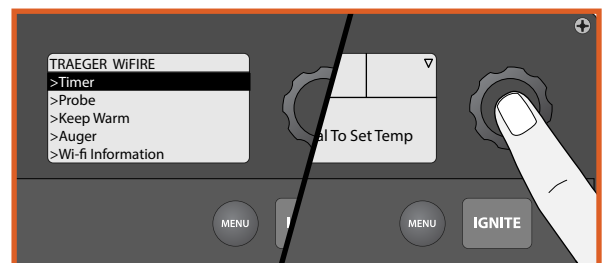 TRAEGER WiFIRE
>Timer
>Probe
>Keep Warm
>Auger
>Wi-fi Information
al To Set Temp
MENU
I
MENU
IGNITE